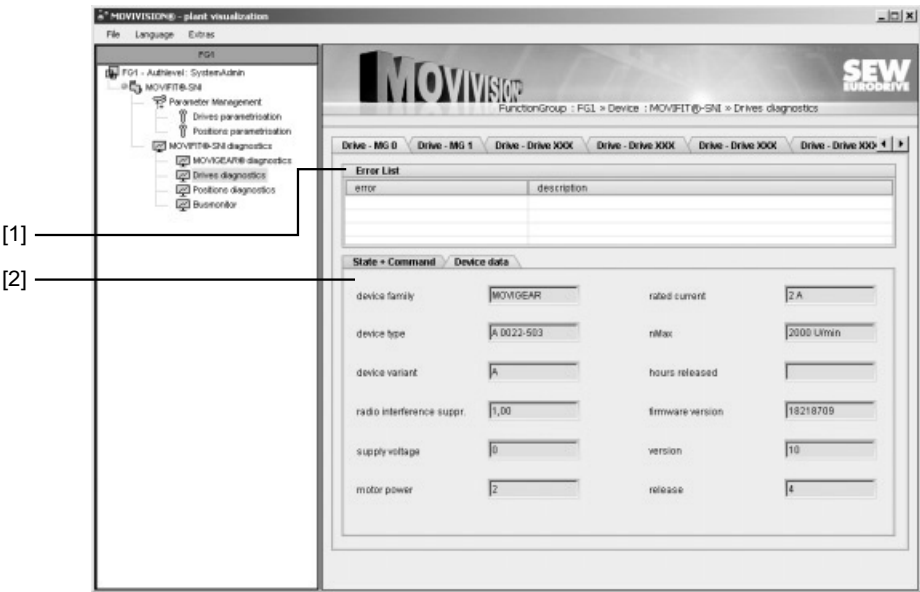 MOVIVISION® - plant visualization
File Language Extras
FG1
FG1 - Authlevel: SystemAdmin
MOVIFIT®-SNI
Parameter Management
Drives parametrisation
Positions parametrisation
MOVIFIT®-SNI diagnostics
MOVIGEAR® diagnostics
Drives diagnostics
Positions diagnostics
Busmonitor
MOVIVISION
SEW
EURODRIVE
FunctionGroup : FG1 » Device : MOVIFIT®-SNI » Drives diagnostics
Drive - MG 0 Drive - MG 1 Drive - Drive XXX Drive - Drive XXX Drive - Drive XXX Drive - Drive XXX
[1]
Error List
error description
[2]
State + Command Device data
device family MOVIGEAR rated current 2 A
device type A 0022-503 nMax 2000 U/min
device variant A hours released
radio interference suppr. 1,00 firmware version 18218709
supply voltage 0 version 10
motor power 2 release 4